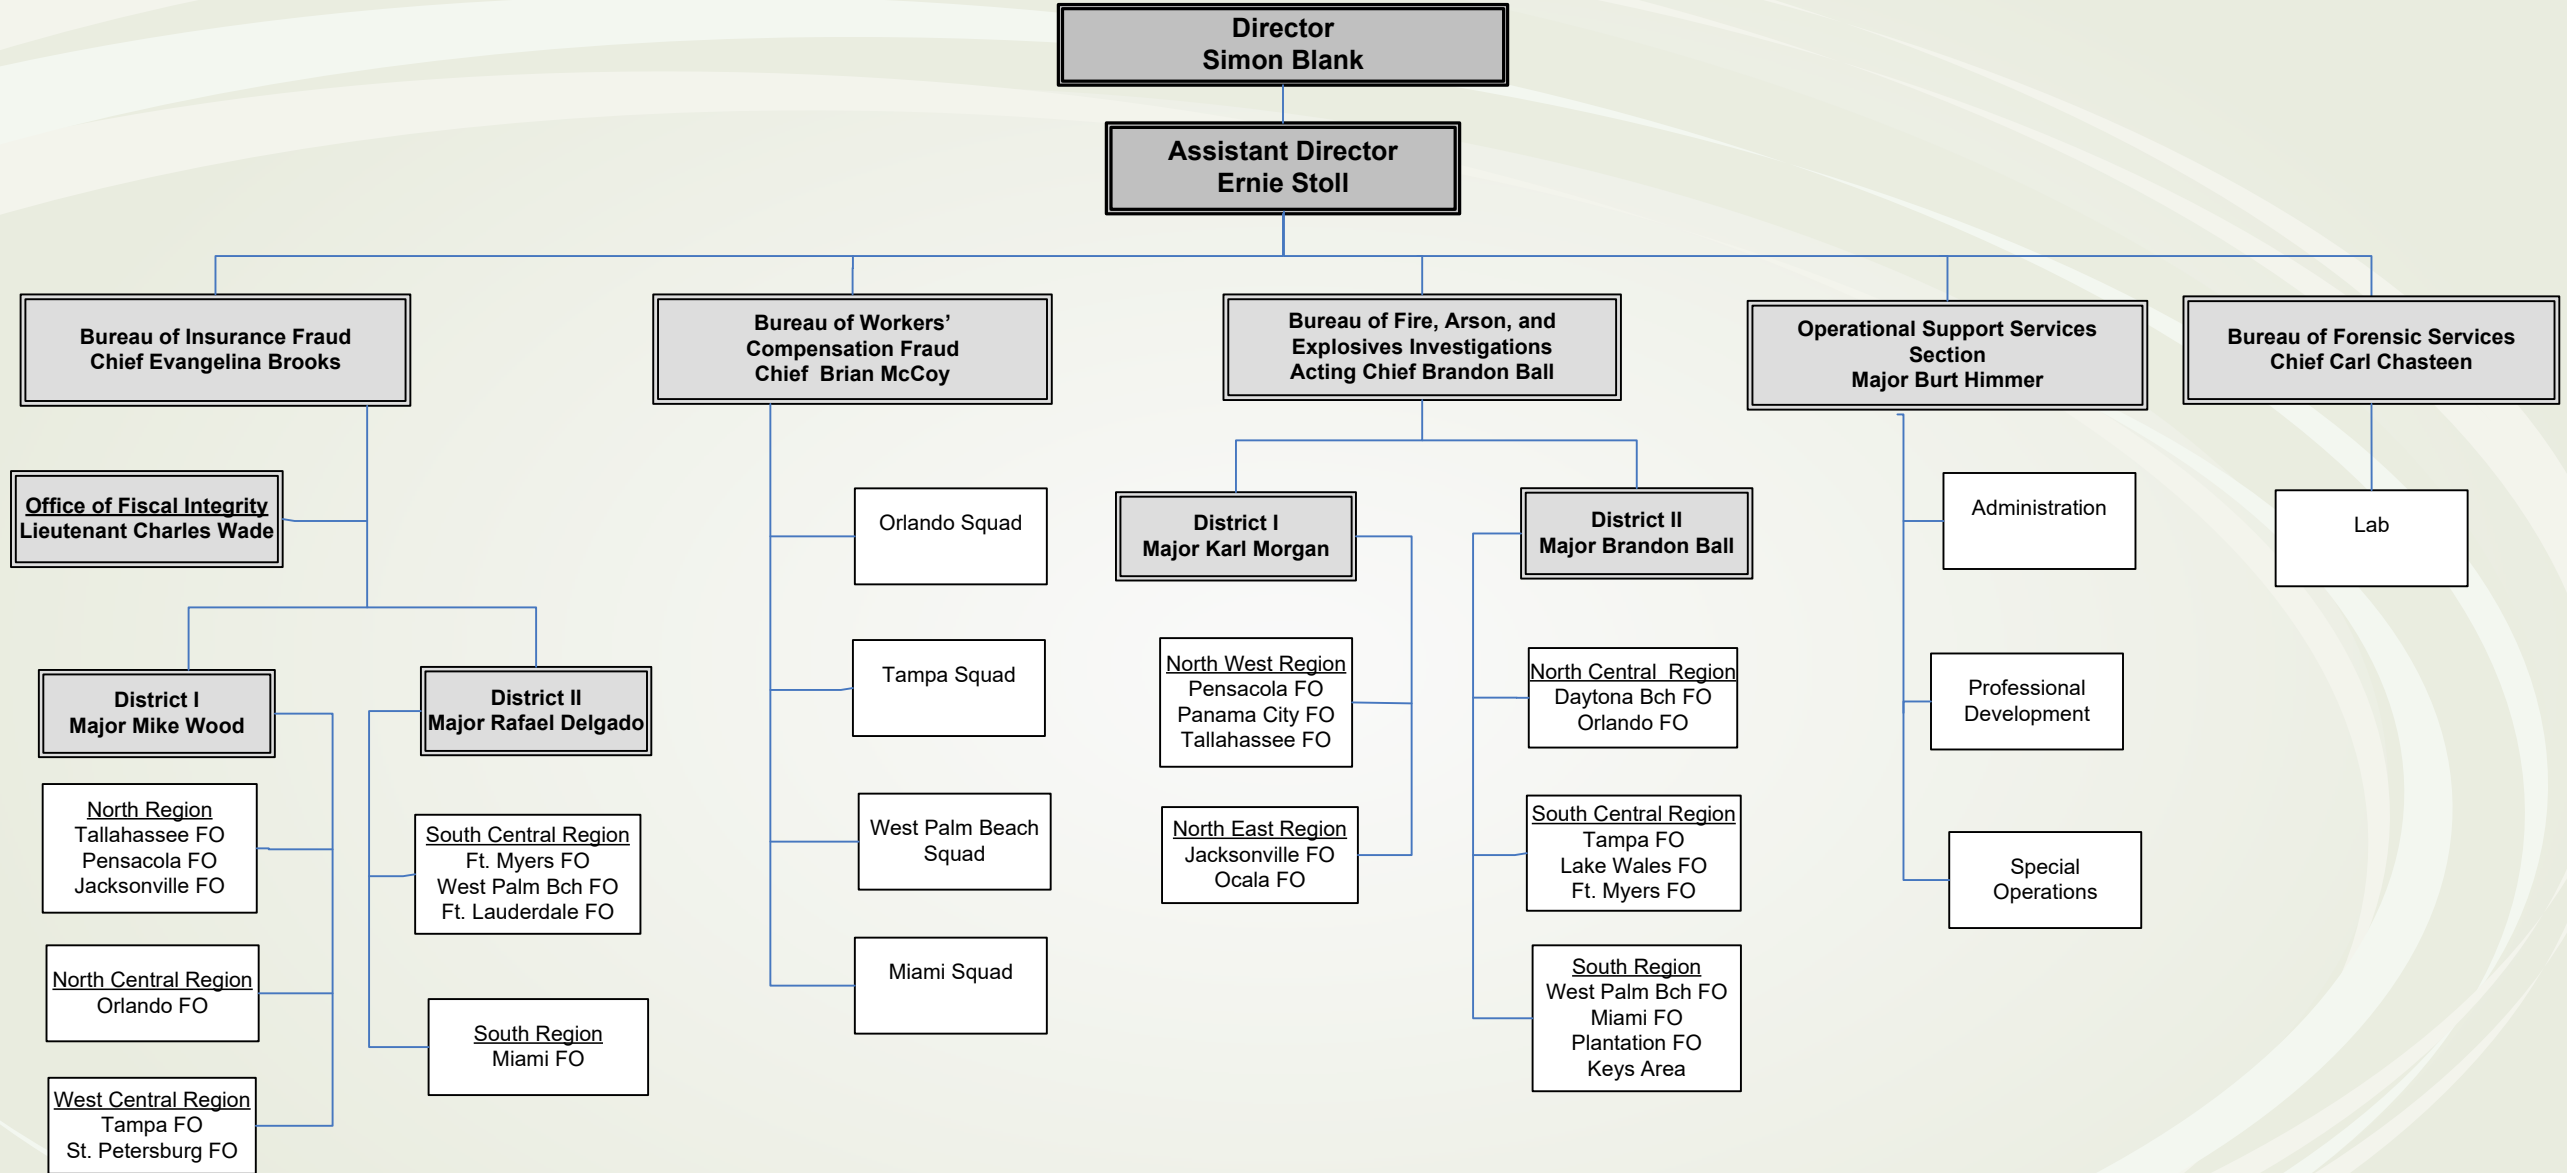 Director
Simon Blank
Assistant Director
Ernie Stoll
Bureau of Insurance Fraud
Chief Evangelina Brooks
Bureau of Workers’
Compensation Fraud
Chief  Brian McCoy
Bureau of Fire, Arson, and
Explosives Investigations
Acting Chief Brandon Ball
Operational Support Services
Section
Major Burt Himmer
Bureau of Forensic Services
Chief Carl Chasteen
Office of Fiscal Integrity
Lieutenant Charles Wade
District I
Major Mike Wood
North Region
Tallahassee FO
Pensacola FO
Jacksonville FO
North Central Region
Orlando FO
West Central Region
Tampa FO
St. Petersburg FO
District II
Major Rafael Delgado
South Central Region
Ft. Myers FO
West Palm Bch FO
Ft. Lauderdale FO
South Region
Miami FO
Orlando Squad
Tampa Squad
West Palm Beach
Squad
Miami Squad
District I
Major Karl Morgan
North West Region
Pensacola FO
Panama City FO
Tallahassee FO
North East Region
Jacksonville FO
Ocala FO
District II
Major Brandon Ball
North Central  Region
Daytona Bch FO
Orlando FO
South Central Region
Tampa FO
Lake Wales FO
Ft. Myers FO
South Region
West Palm Bch FO
Miami FO
Plantation FO
Keys Area
Administration
Professional
Development
Special
Operations
Lab